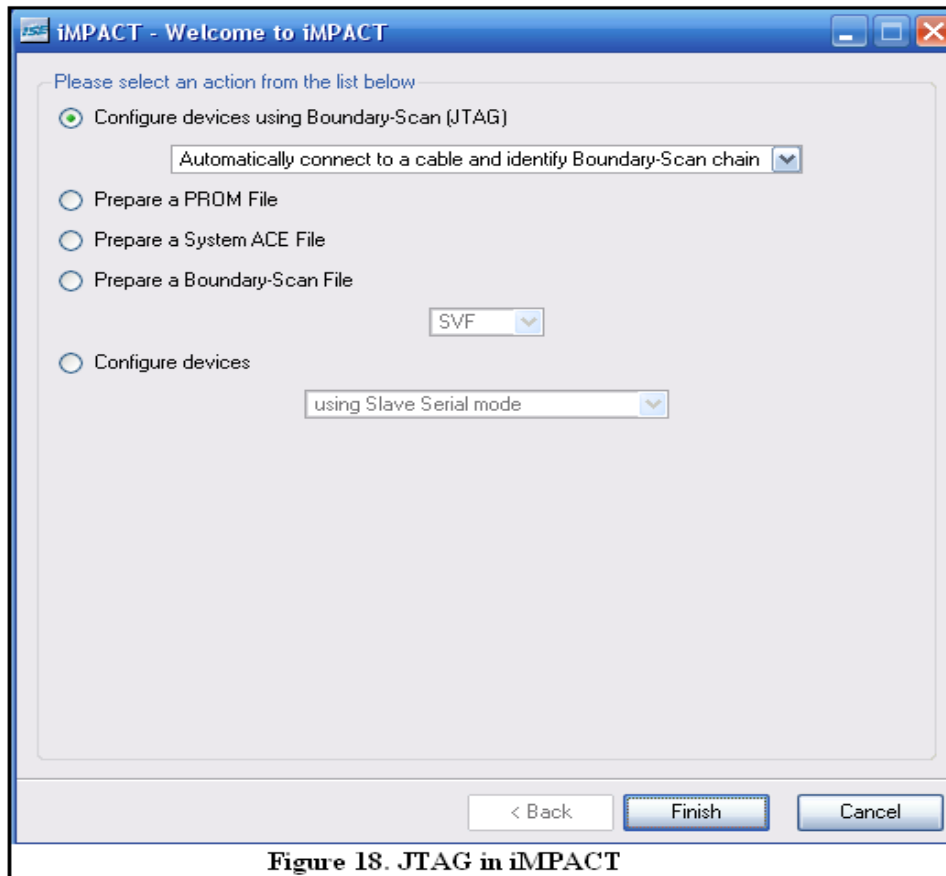 ISE iMPACT - Welcome to iMPACT
Please select an action from the list below
Configure devices using Boundary-Scan (JTAG)
Automatically connect to a cable and identify Boundary-Scan chain
Prepare a PROM File
Prepare a System ACE File
Prepare a Boundary-Scan File
SVF
Configure devices
using Slave Serial mode
< Back Finish Cancel
Figure 18. JTAG in iMPACT